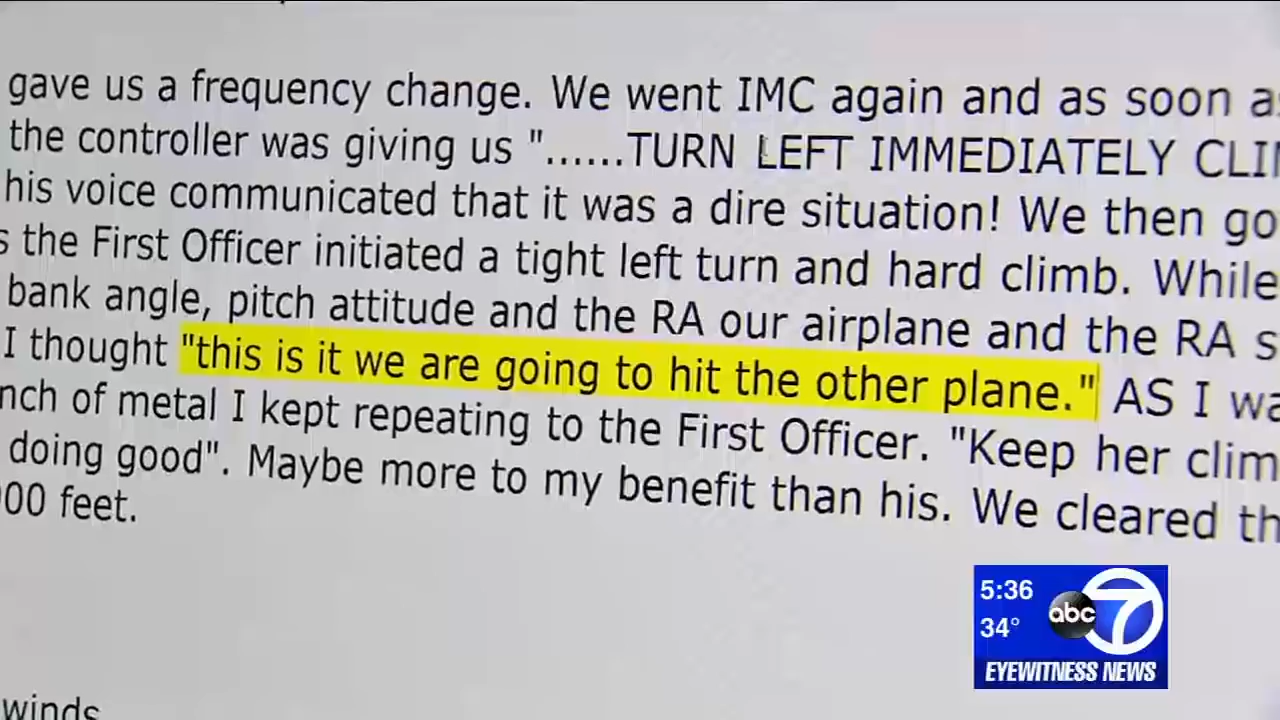 gave us a frequency change. We went IMC again and as soon as
the controller was giving us "......TURN LEFT IMMEDIATELY CLI
his voice communicated that it was a dire situation! We then go
s the First Officer initiated a tight left turn and hard climb. While
bank angle, pitch attitude and the RA our airplane and the RA s
I thought "this is it we are going to hit the other plane." AS I wa
nch of metal I kept repeating to the First Officer. "Keep her clim
doing good". Maybe more to my benefit than his. We cleared th
00 feet.
winds
5:36
34°
abc 7
EYEWITNESS NEWS